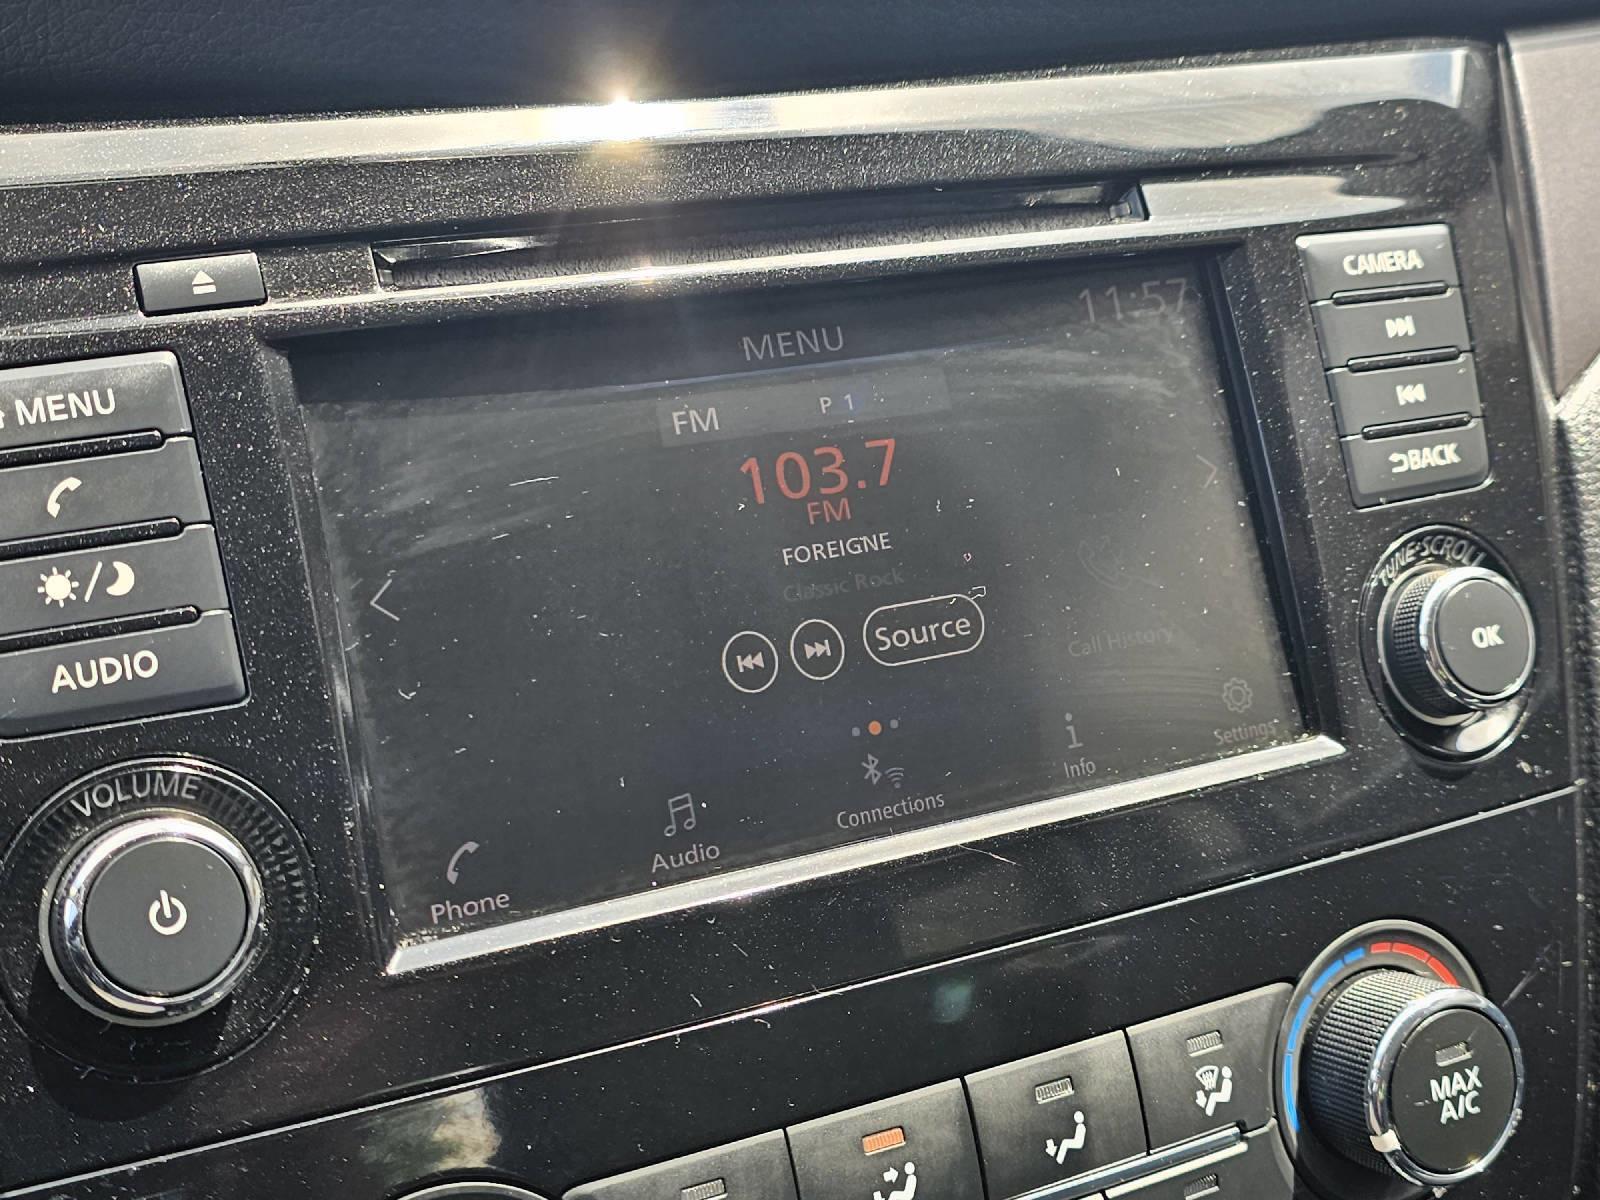 CAMERA
11:57
MENU
MENU
FM
P 1
103.7
FM
FOREIGNE
Classic Rock
Source
BACK
TUNE·SCROLL
OK
AUDIO
Call History
Settings
Info
Connections
Audio
Phone
VOLUME
MAX
A/C